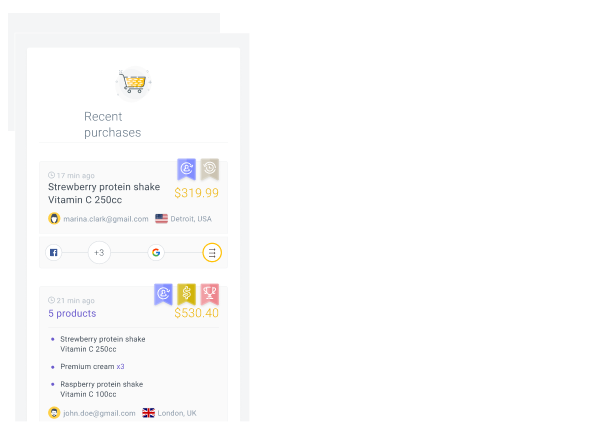 Recent
purchases
17 min ago
Strewberry protein shake
Vitamin C 250cc
$319.99
marina.clark@gmail.com
Detroit, USA
+3
21 min ago
5 products
$530.40
Strewberry protein shake
Vitamin C 250cc
Premium cream x3
Raspberry protein shake
Vitamin C 100cc
john.doe@gmail.com
London, UK